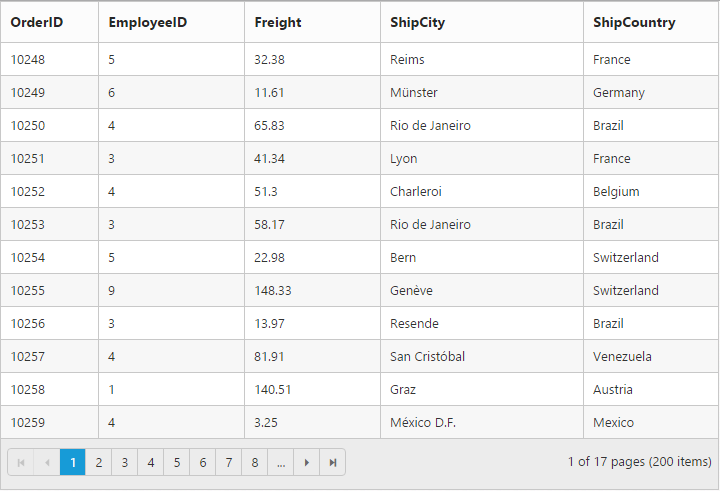 OrderID EmployeeID Freight ShipCity ShipCountry
10248 5 32.38 Reims France
10249 6 11.61 Münster Germany
10250 4 65.83 Rio de Janeiro Brazil
10251 3 41.34 Lyon France
10252 4 51.3 Charleroi Belgium
10253 3 58.17 Rio de Janeiro Brazil
10254 5 22.98 Bern Switzerland
10255 9 148.33 Genève Switzerland
10256 3 13.97 Resende Brazil
10257 4 81.91 San Cristóbal Venezuela
10258 1 140.51 Graz Austria
10259 4 3.25 México D.F. Mexico
1 2 3 4 5 6 7 8 ... 1 of 17 pages (200 items)